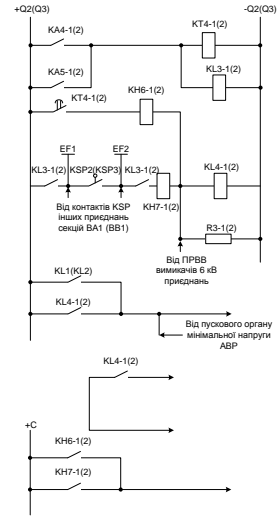 +Q2(Q3)
-Q2(Q3)
KA4-1(2)
KT4-1(2)
KA5-1(2)
KL3-1(2)
KT4-1(2)
KH6-1(2)
EF1
EF2
KL3-1(2)
KSP2(KSP3)
KL3-1(2)
KL4-1(2)
KH7-1(2)
Від контактів KSP
інших приєднань
секцій BA1 (BB1)
R3-1(2)
Від ПРВВ
вимикачів 6 кВ
приєднань
KL1(KL2)
KL4-1(2)
Від пускового органу
мінімальної напруги
АВР
KL4-1(2)
+C
KH6-1(2)
KH7-1(2)